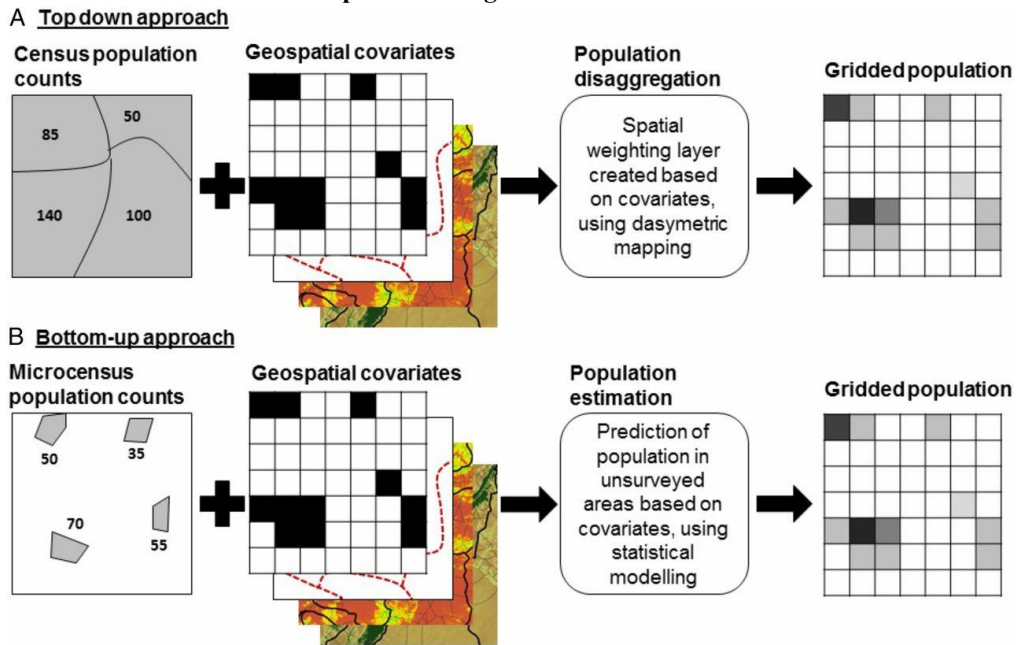 A Top down approach
Census population
counts
Geospatial covariates
Population
disaggregation
Gridded population
85
50
140
100
Spatial
weighting layer
created based
on covariates,
using dasymetric
mapping
B Bottom-up approach
Microcensus
population counts
Geospatial covariates
Population
estimation
Gridded population
50
35
70
55
Prediction of
population in
unsurveyed
areas based on
covariates, using
statistical
modelling